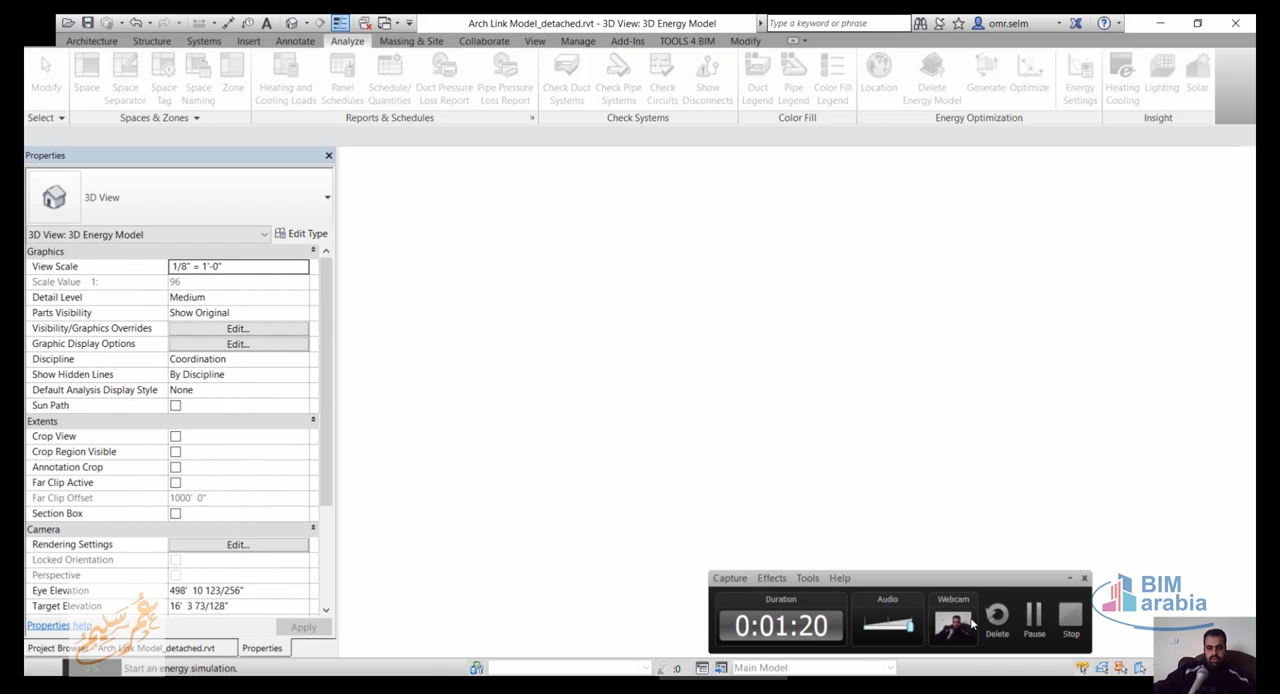 Arch Link Model_detached.rvt - 3D View: 3D Energy Model
Type a keyword or phrase
omr.selm
Architecture Structure Systems Insert Annotate Analyze Massing & Site Collaborate View Manage Add-Ins TOOLS 4 BIM Modify
Modify
Space
Space Separator
Space Tag
Space Naming
Zone
Heating and Cooling Loads
Panel Schedules
Schedule/ Quantities
Duct Pressure Loss Report
Pipe Pressure Loss Report
Check Duct Systems
Check Pipe Systems
Check Circuits
Show Disconnects
Duct Legend
Pipe Legend
Color Fill Legend
Location
Delete Energy Model
Generate
Optimize
Energy Settings
Heating Cooling
Lighting
Solar
Select Spaces & Zones Reports & Schedules Check Systems Color Fill Energy Optimization Insight
Properties
3D View
3D View: 3D Energy Model Edit Type
Graphics
View Scale 1/8" = 1'-0"
Scale Value 1: 96
Detail Level Medium
Parts Visibility Show Original
Visibility/Graphics Overrides Edit...
Graphic Display Options Edit...
Discipline Coordination
Show Hidden Lines By Discipline
Default Analysis Display Style None
Sun Path
Extents
Crop View
Crop Region Visible
Annotation Crop
Far Clip Active
Far Clip Offset 1000' 0"
Section Box
Camera
Rendering Settings Edit...
Locked Orientation
Perspective
Eye Elevation 498' 10 123/256"
Target Elevation 16' 3 73/128"
Properties help Apply
عُمر سَليم
Project Browser - Arch Link Model_detached.rvt Properties
0% Start an energy simulation.
:0 Main Model
Capture Effects Tools Help
Duration Audio Webcam
0:01:20
Delete Pause Stop
BIM
arabia